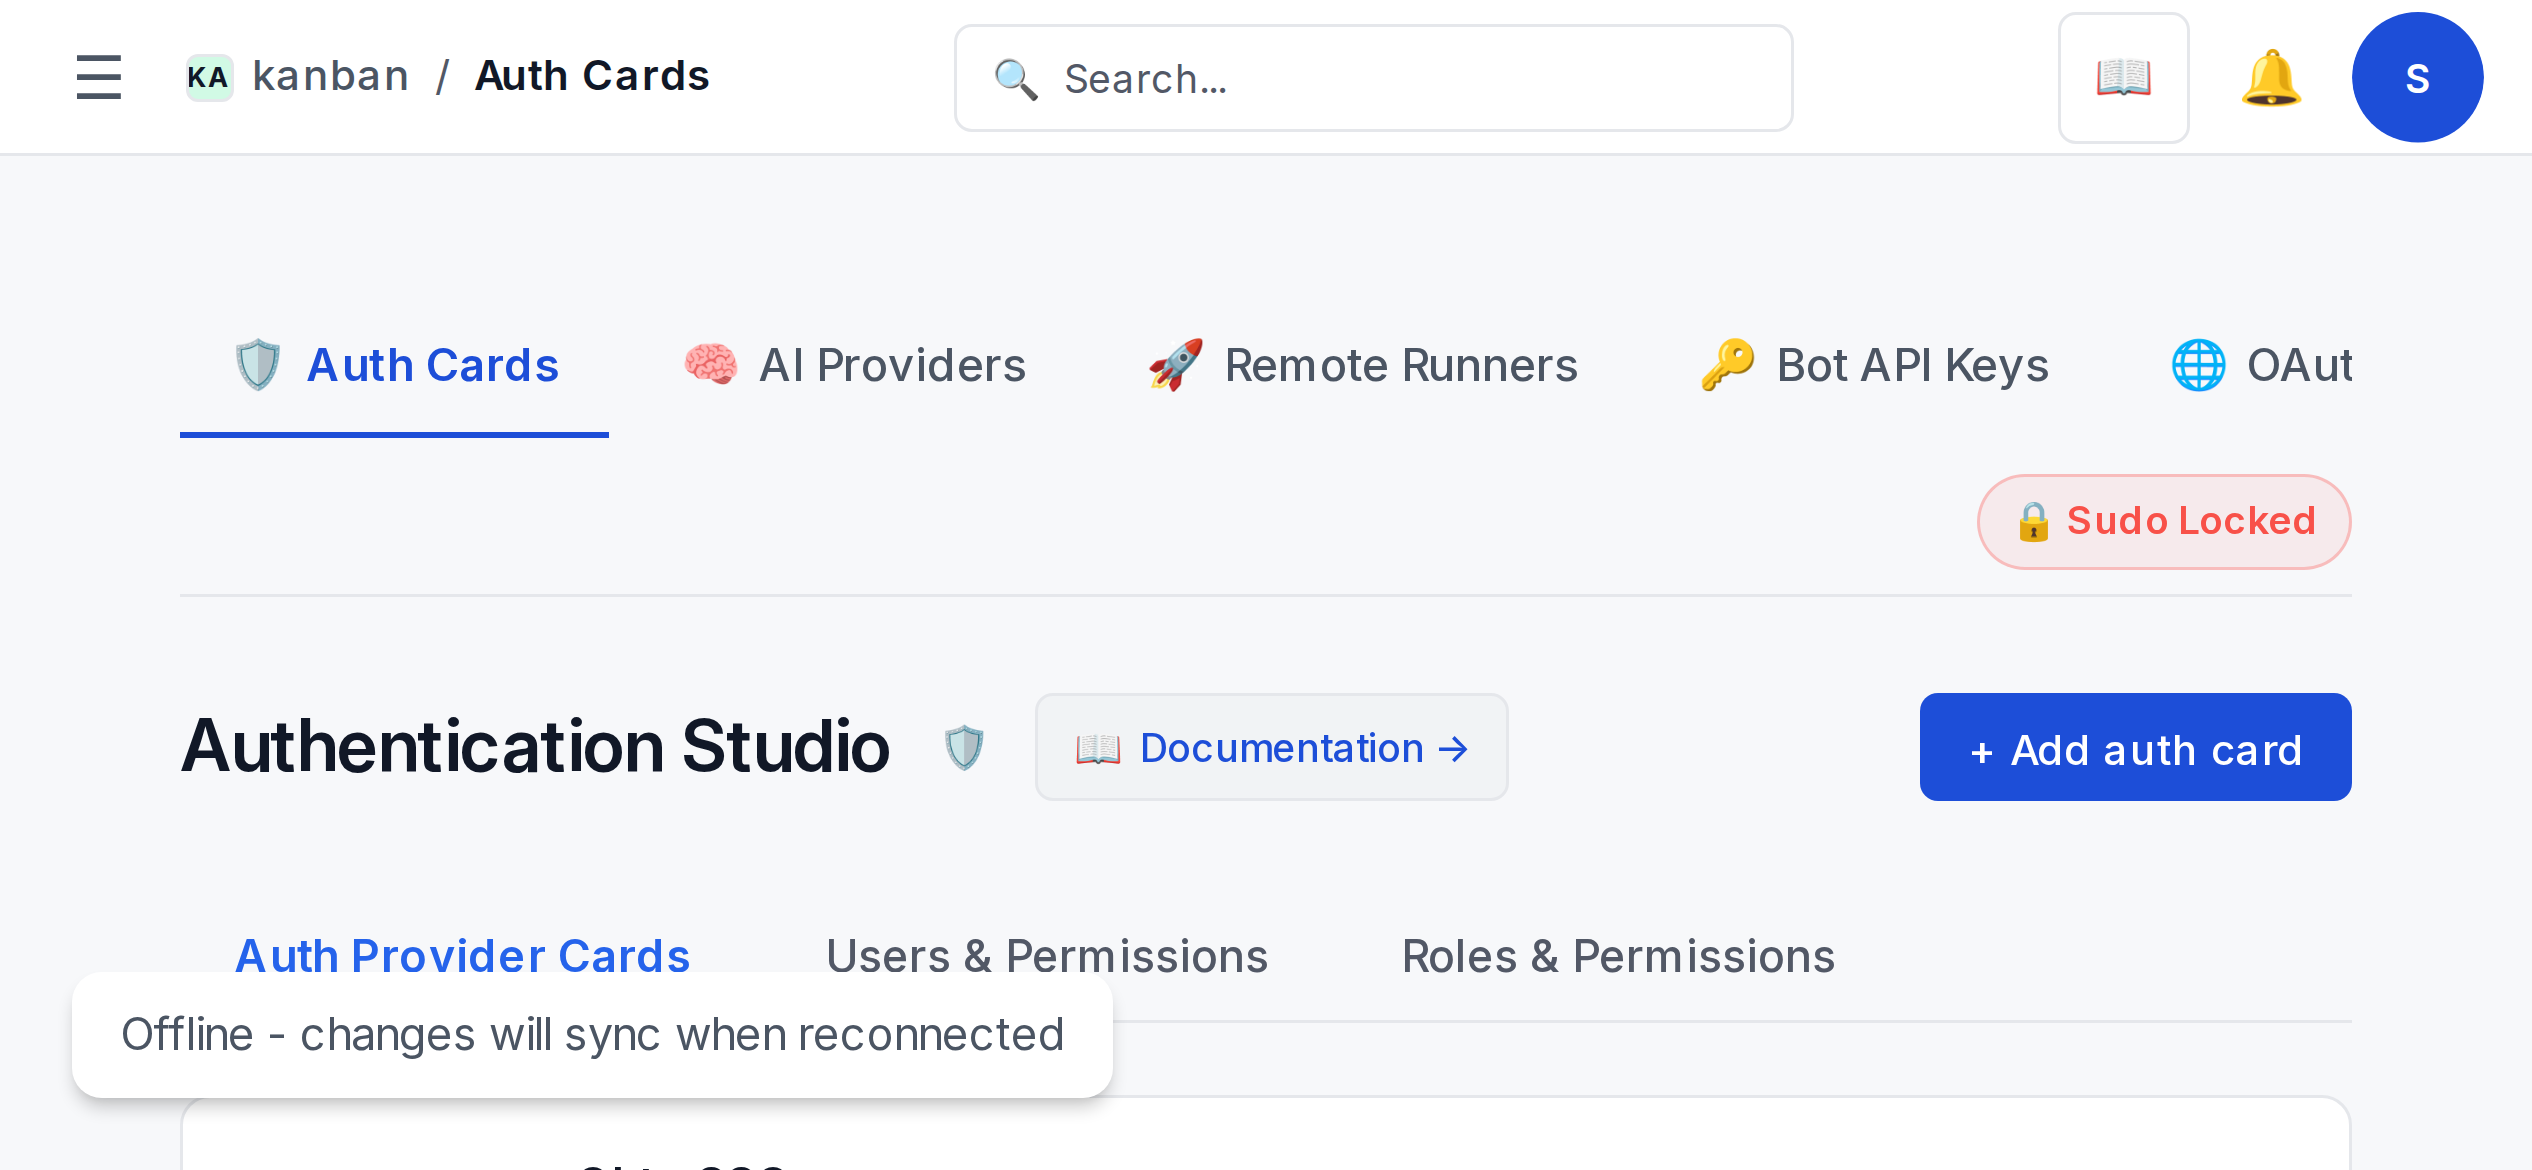 ☰ KA kanban / Auth Cards
Search...
S
Auth Cards
AI Providers
Remote Runners
Bot API Keys
OAut
Sudo Locked
Authentication Studio
Documentation →
+ Add auth card
Auth Provider Cards
Users & Permissions
Roles & Permissions
Offline - changes will sync when reconnected